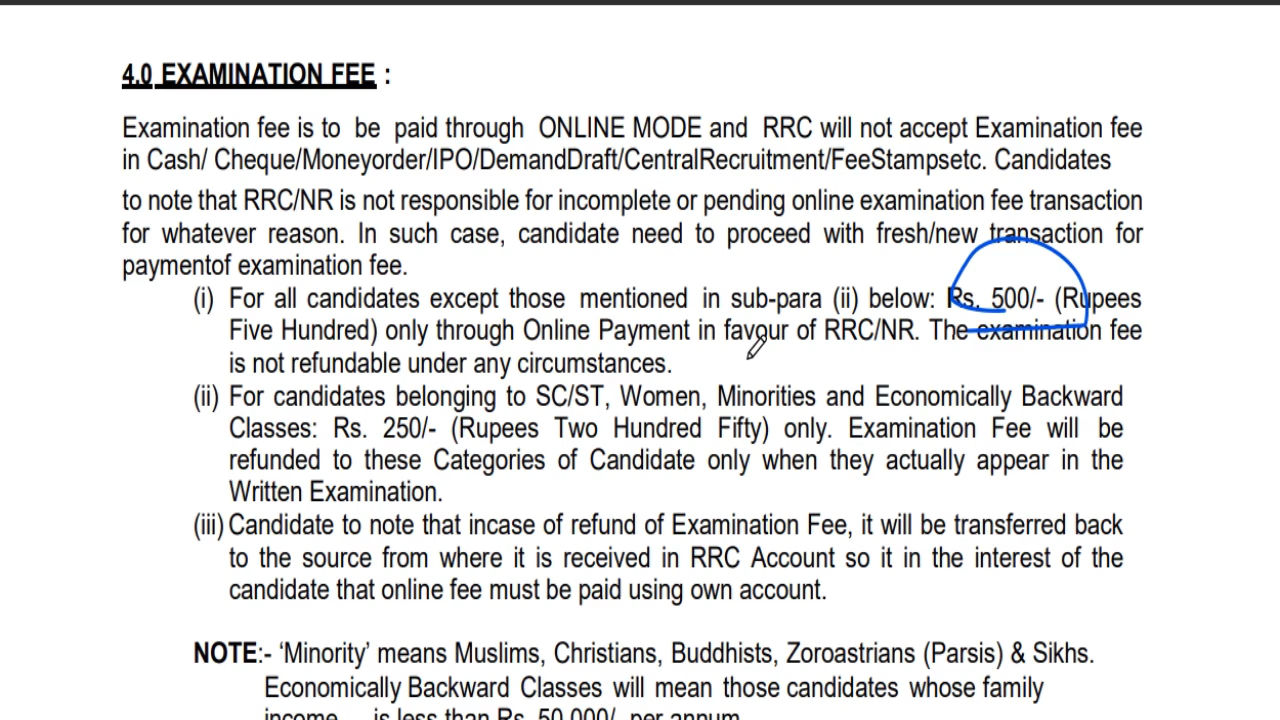 4.0 EXAMINATION FEE :
Examination fee is to be paid through ONLINE MODE and RRC will not accept Examination fee
in Cash/ Cheque/Moneyorder/IPO/DemandDraft/CentralRecruitment/FeeStampsetc. Candidates
to note that RRC/NR is not responsible for incomplete or pending online examination fee transaction
for whatever reason. In such case, candidate need to proceed with fresh/new transaction for
paymentof examination fee.
(i) For all candidates except those mentioned in sub-para (ii) below: Rs. 500/- (Rupees
Five Hundred) only through Online Payment in favour of RRC/NR. The examination fee
is not refundable under any circumstances.
(ii) For candidates belonging to SC/ST, Women, Minorities and Economically Backward
Classes: Rs. 250/- (Rupees Two Hundred Fifty) only. Examination Fee will be
refunded to these Categories of Candidate only when they actually appear in the
Written Examination.
(iii) Candidate to note that incase of refund of Examination Fee, it will be transferred back
to the source from where it is received in RRC Account so it in the interest of the
candidate that online fee must be paid using own account.
NOTE:- ‘Minority’ means Muslims, Christians, Buddhists, Zoroastrians (Parsis) & Sikhs.
Economically Backward Classes will mean those candidates whose family
income is less than Rs. 50,000/ per annum